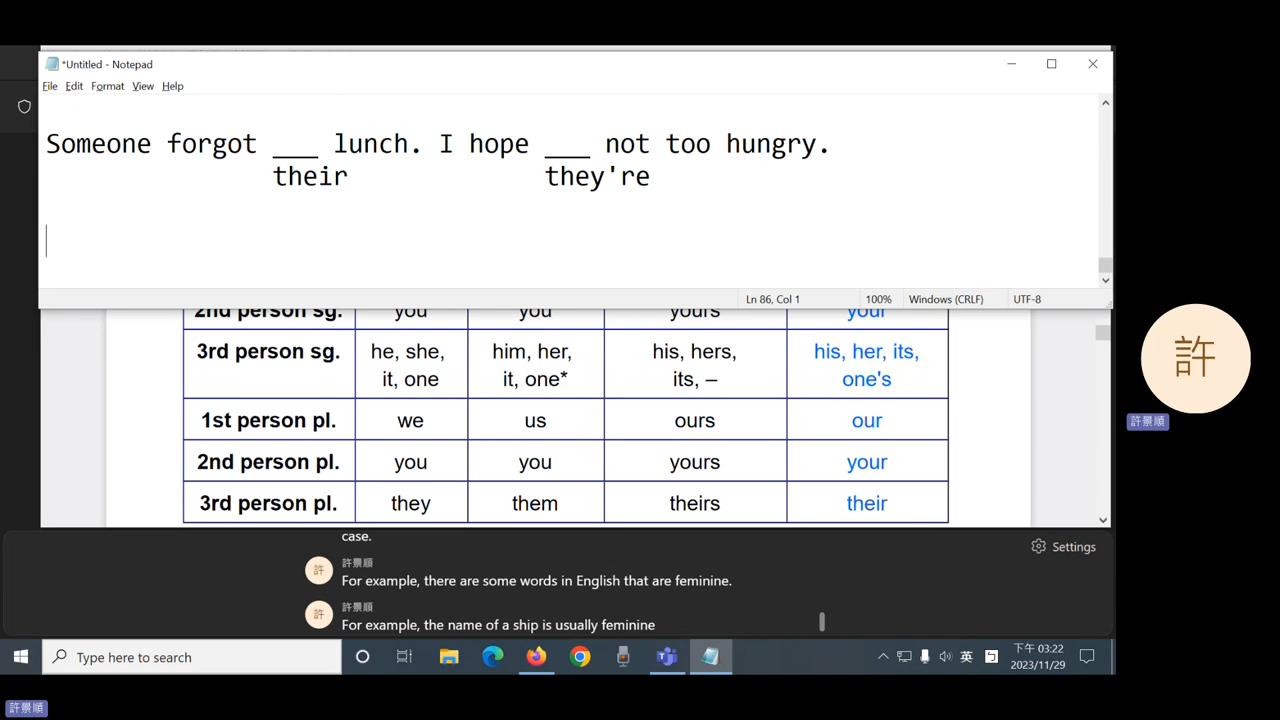 *Untitled - Notepad
File Edit Format View Help
Someone forgot ___ lunch. I hope ___ not too hungry.
their they're
Ln 86, Col 1 100% Windows (CRLF) UTF-8
2nd person sg. you you yours your
3rd person sg. he, she, it, one him, her, it, one* his, hers, its, – his, her, its, one's
1st person pl. we us ours our
2nd person pl. you you yours your
3rd person pl. they them theirs their
case.
Settings
許 許景順
For example, there are some words in English that are feminine.
許 許景順
For example, the name of a ship is usually feminine
許
許景順
Type here to search
英
下午 03:22
2023/11/29
許景順